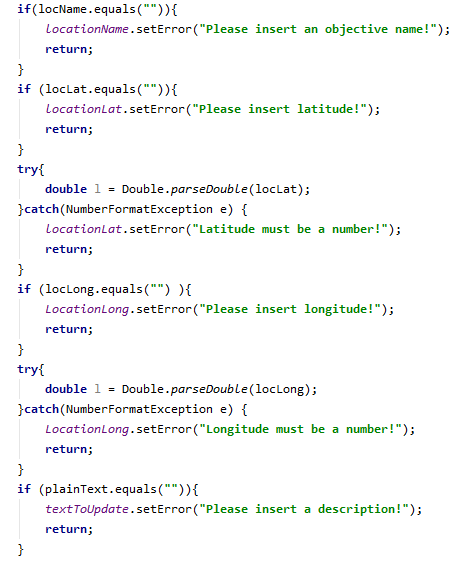 if(locName.equals("")){
    locationName.setError("Please insert an objective name!");
    return;
}
if (locLat.equals("")){
    locationLat.setError("Please insert latitude!");
    return;
}
try{
    double l = Double.parseDouble(locLat);
}catch(NumberFormatException e) {
    locationLat.setError("Latitude must be a number!");
    return;
}
if (locLong.equals("") ){
    LocationLong.setError("Please insert longitude!");
    return;
}
try{
    double l = Double.parseDouble(locLong);
}catch(NumberFormatException e) {
    LocationLong.setError("Longitude must be a number!");
    return;
}
if (plainText.equals("")){
    textToUpdate.setError("Please insert a description!");
    return;
}